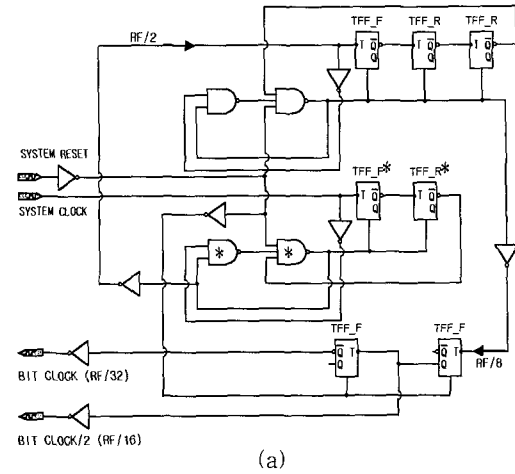 RF/2
TFF_F
TFF_R
TFF_R
T Q̅
Q
T Q̅
Q
T Q̅
Q
SYSTEM RESET
SYSTEM CLOCK
TFF_F*
TFF_R*
T Q̅
Q
T Q̅
Q
*
*
TFF_F
TFF_F
Q̅ T
Q
Q̅ T
Q
RF/8
BIT CLOCK (RF/32)
BIT CLOCK/2 (RF/16)
(a)